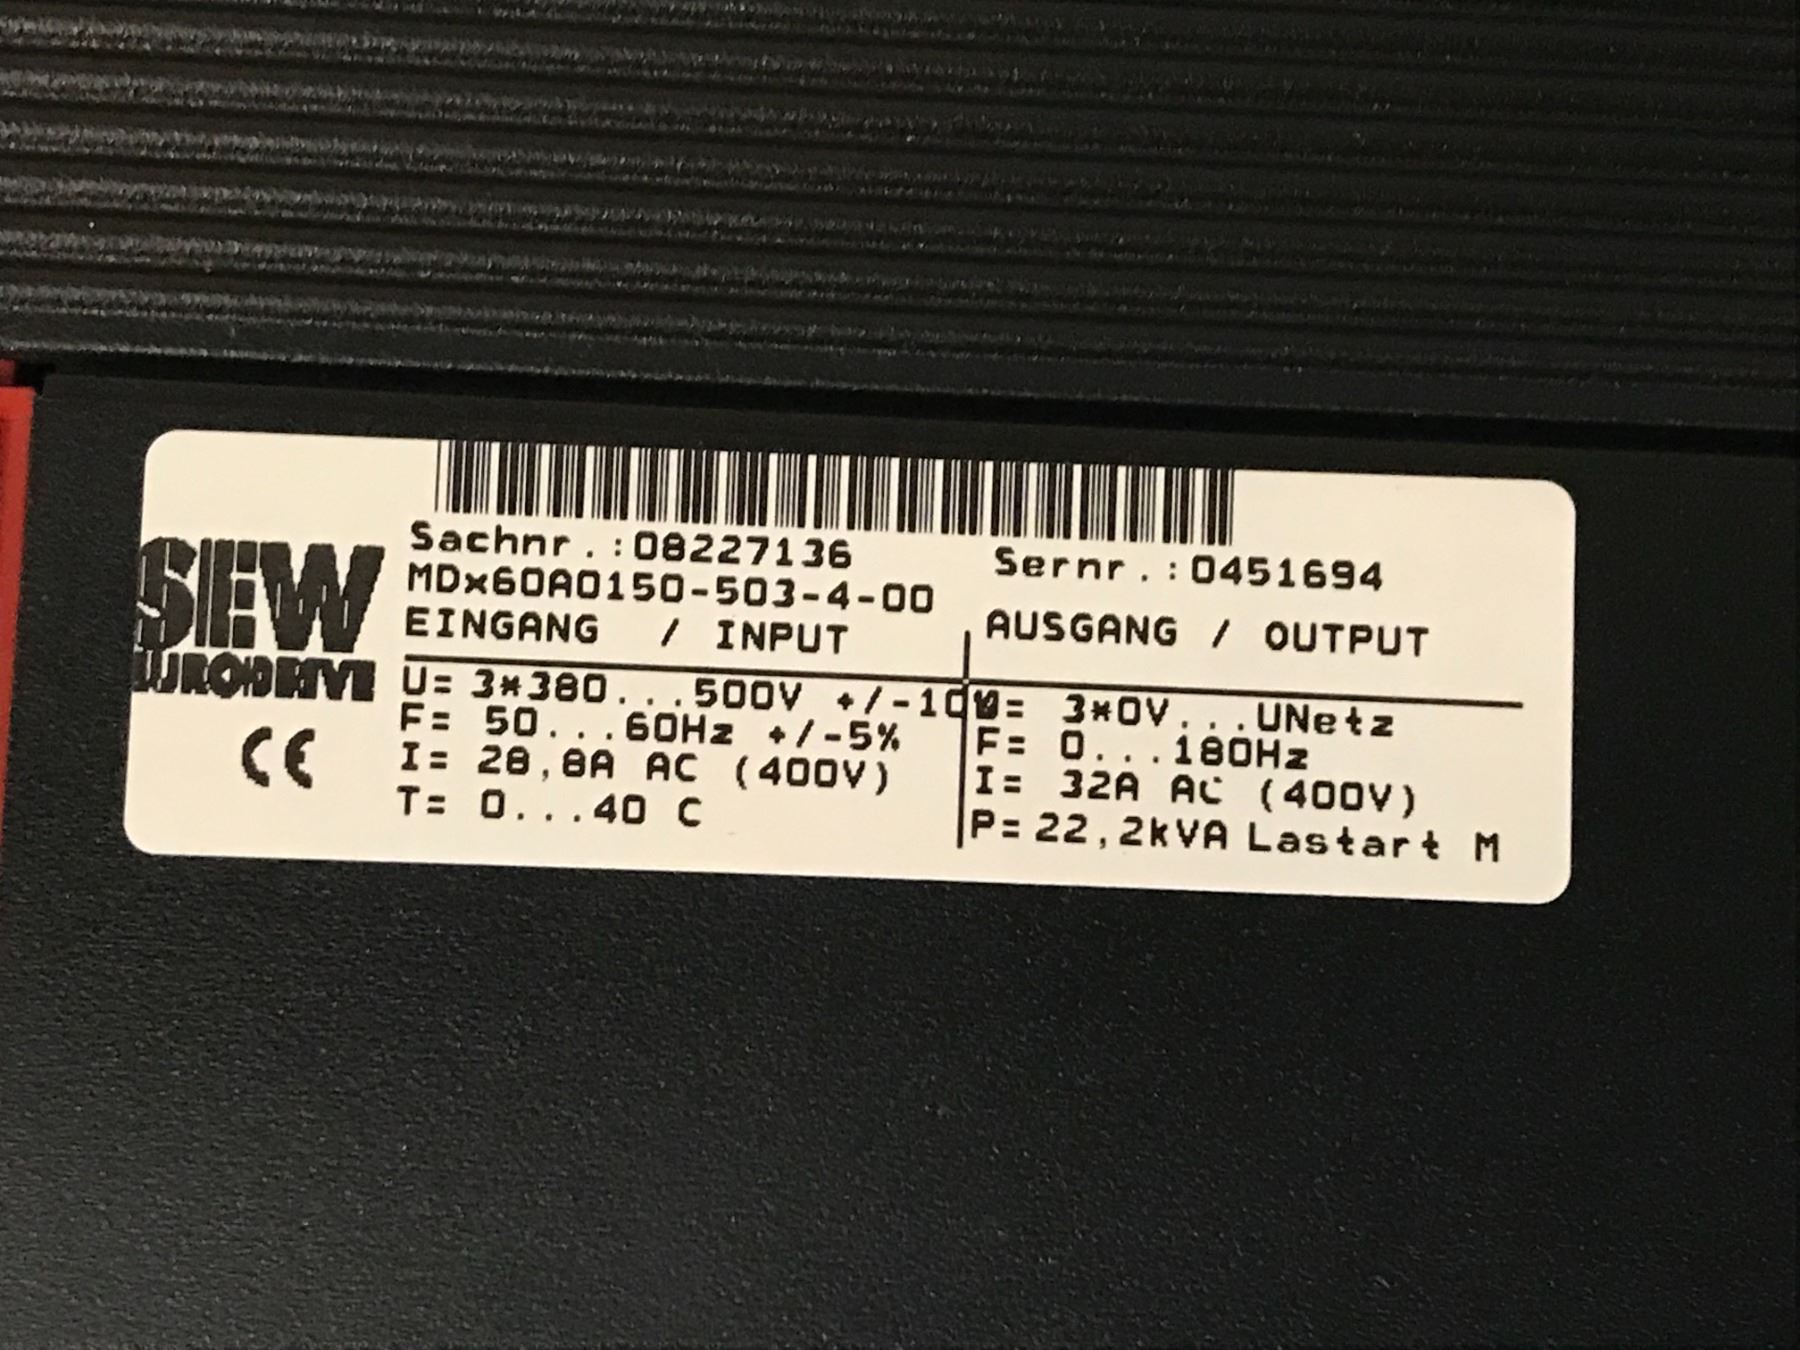 Sachnr.:08227136 Sernr.:0451694
MDx60A0150-503-4-00
SEW
EURODRIVE
CE
EINGANG / INPUT
U= 3*380...500V +/-10%
F= 50...60Hz +/-5%
I= 28,8A AC (400V)
T= 0...40 C
AUSGANG / OUTPUT
U= 3*0V...UNetz
F= 0...180Hz
I= 32A AC (400V)
P= 22,2kVA Lastart M